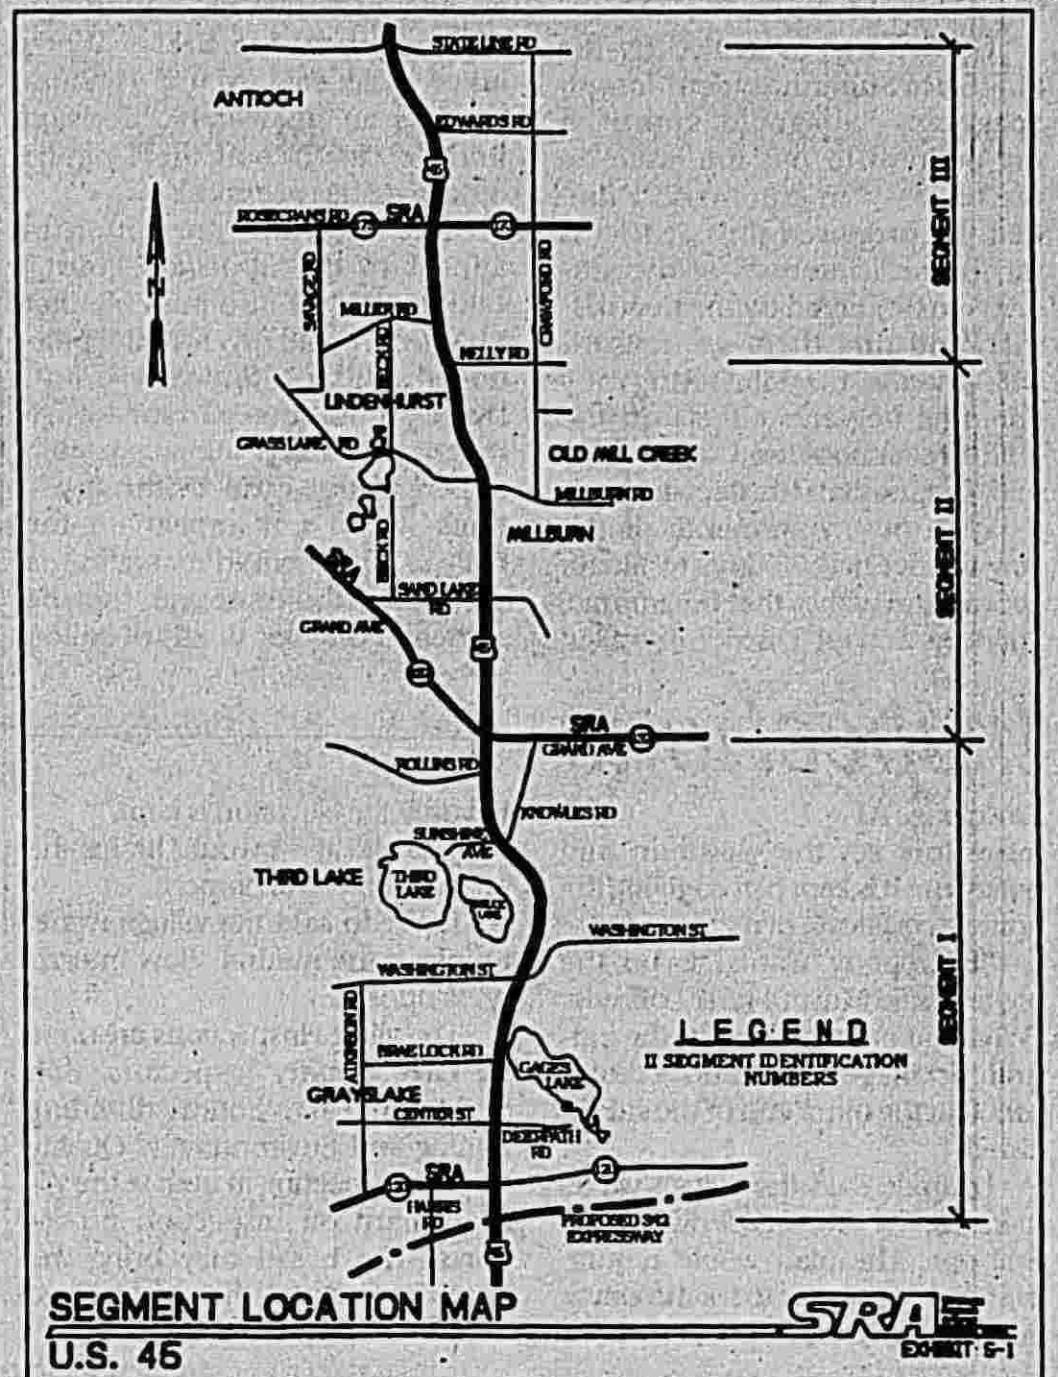 STATE LINE RD
ANTIOCH
EDWARDS RD
45
SEGMENT III
ROSECRANS RD
SRA
173
173
SAVAGE RD
CRAWFORD RD
MILLER RD
BECK RD
KELLY RD
LINDENHURST
GRASS LAKE RD
OLD MILL CREEK
MILLBURN RD
SEGMENT II
MILLBURN
BECK RD
SRA
SAND LAKE
RD
GRAND AVE
45
SRA
132
GRAND AVE
ROLLINS RD
KNOWLES RD
SUNSHINE
AVE
THIRD LAKE
THIRD
LAKE
LAKE
WASHINGTON ST
WASHINGTON ST
SEGMENT I
ATKINSON RD
LEGEND
II SEGMENT IDENTIFICATION
NUMBERS
BRAE LOCH RD
GAGES
LAKE
GRAYSLAKE
CENTER ST
DEERPATH
RD
SRA
120
120
HARRIS
RD
PROPOSED 342
EXPRESSWAY
45
N
SEGMENT LOCATION MAP
SRA
U.S. 45
EXHIBIT S-1